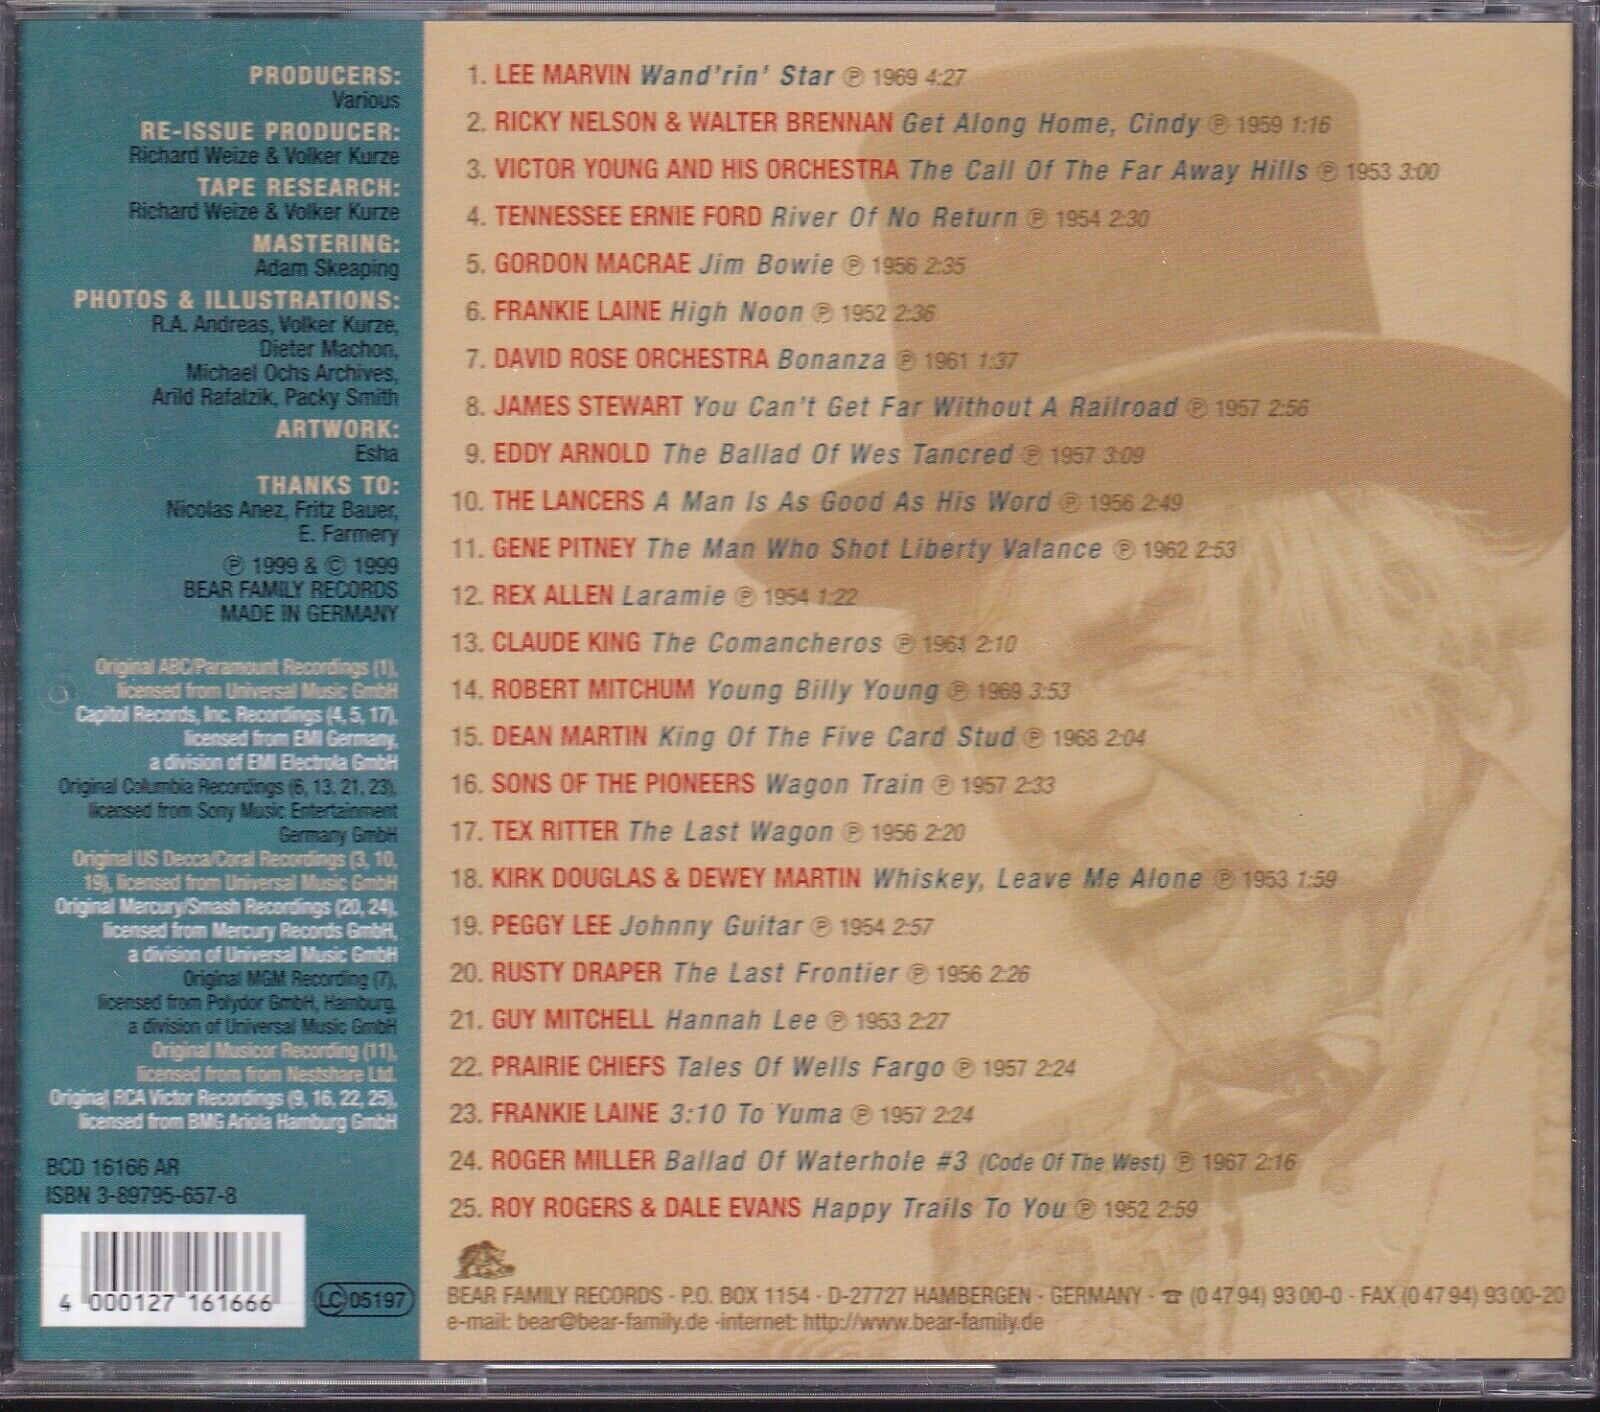 PRODUCERS:
Various
RE-ISSUE PRODUCER:
Richard Weize & Volker Kurze
TAPE RESEARCH:
Richard Weize & Volker Kurze
MASTERING:
Adam Skeaping
PHOTOS & ILLUSTRATIONS:
R.A. Andreas, Volker Kurze,
Dieter Machon,
Michael Ochs Archives,
Arild Rafalzik, Packy Smith
ARTWORK:
Esha
THANKS TO:
Nicolas Anez, Fritz Bauer,
E. Farmery
℗ 1999 & © 1999
BEAR FAMILY RECORDS
MADE IN GERMANY
Original ABC/Paramount Recordings (1),
licensed from Universal Music GmbH
Capitol Records, Inc. Recordings (4, 5, 17),
licensed from EMI Germany,
a division of EMI Electrola GmbH
Original Columbia Recordings (6, 13, 21, 23),
licensed from Sony Music Entertainment
Germany GmbH
Original US Decca/Coral Recordings (3, 10,
19), licensed from Universal Music GmbH
Original Mercury/Smash Recordings (20, 24),
licensed from Mercury Records GmbH,
a division of Universal Music GmbH
Original MGM Recording (7),
licensed from Polydor GmbH, Hamburg,
a division of Universal Music GmbH
Original Musicor Recording (11),
licensed from from Nestshare Ltd.
Original RCA Victor Recordings (9, 16, 22, 25),
licensed from BMG Ariola Hamburg GmbH
BCD 16166 AR
ISBN 3-89795-657-8
4 000127 161666
LC 05197
1. LEE MARVIN Wand'rin' Star ℗ 1969 4:27
2. RICKY NELSON & WALTER BRENNAN Get Along Home, Cindy ℗ 1959 1:16
3. VICTOR YOUNG AND HIS ORCHESTRA The Call Of The Far Away Hills ℗ 1953 3:00
4. TENNESSEE ERNIE FORD River Of No Return ℗ 1954 2:30
5. GORDON MACRAE Jim Bowie ℗ 1956 2:35
6. FRANKIE LAINE High Noon ℗ 1952 2:36
7. DAVID ROSE ORCHESTRA Bonanza ℗ 1961 1:37
8. JAMES STEWART You Can't Get Far Without A Railroad ℗ 1957 2:56
9. EDDY ARNOLD The Ballad Of Wes Tancred ℗ 1957 3:09
10. THE LANCERS A Man Is As Good As His Word ℗ 1956 2:49
11. GENE PITNEY The Man Who Shot Liberty Valance ℗ 1962 2:53
12. REX ALLEN Laramie ℗ 1954 1:22
13. CLAUDE KING The Comancheros ℗ 1961 2:10
14. ROBERT MITCHUM Young Billy Young ℗ 1969 3:53
15. DEAN MARTIN King Of The Five Card Stud ℗ 1968 2:04
16. SONS OF THE PIONEERS Wagon Train ℗ 1957 2:33
17. TEX RITTER The Last Wagon ℗ 1956 2:20
18. KIRK DOUGLAS & DEWEY MARTIN Whiskey, Leave Me Alone ℗ 1953 1:59
19. PEGGY LEE Johnny Guitar ℗ 1954 2:57
20. RUSTY DRAPER The Last Frontier ℗ 1956 2:26
21. GUY MITCHELL Hannah Lee ℗ 1953 2:27
22. PRAIRIE CHIEFS Tales Of Wells Fargo ℗ 1957 2:24
23. FRANKIE LAINE 3:10 To Yuma ℗ 1957 2:24
24. ROGER MILLER Ballad Of Waterhole #3 (Code Of The West) ℗ 1967 2:16
25. ROY ROGERS & DALE EVANS Happy Trails To You ℗ 1952 2:59
BEAR FAMILY RECORDS · P.O. BOX 1154 · D-27727 HAMBERGEN · GERMANY · ☎ (0 47 94) 93 00-0 · FAX (0 47 94) 93 00-20
e-mail: bear@bear-family.de -internet: http://www.bear-family.de